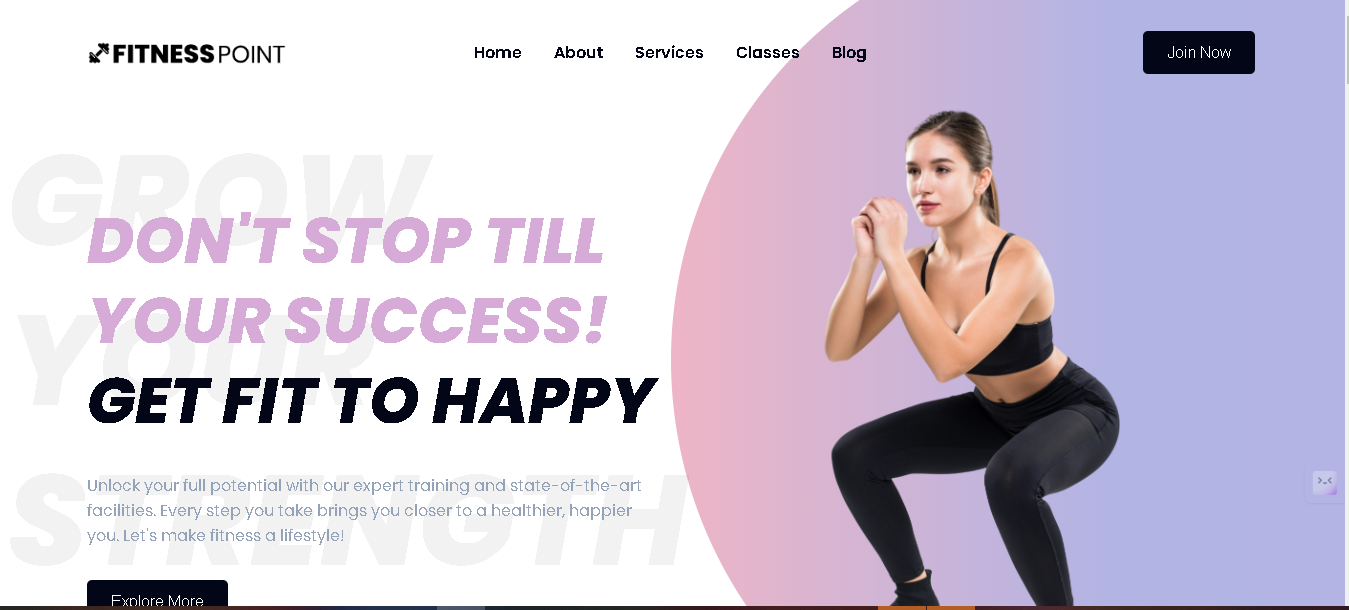 FITNESS POINT
Home
About
Services
Classes
Blog
Join Now
GROW
DON'T STOP TILL
YOUR
YOUR SUCCESS!
GET FIT TO HAPPY
STRENGTH
Unlock your full potential with our expert training and state-of-the-art
facilities. Every step you take brings you closer to a healthier, happier
you. Let's make fitness a lifestyle!
Explore More